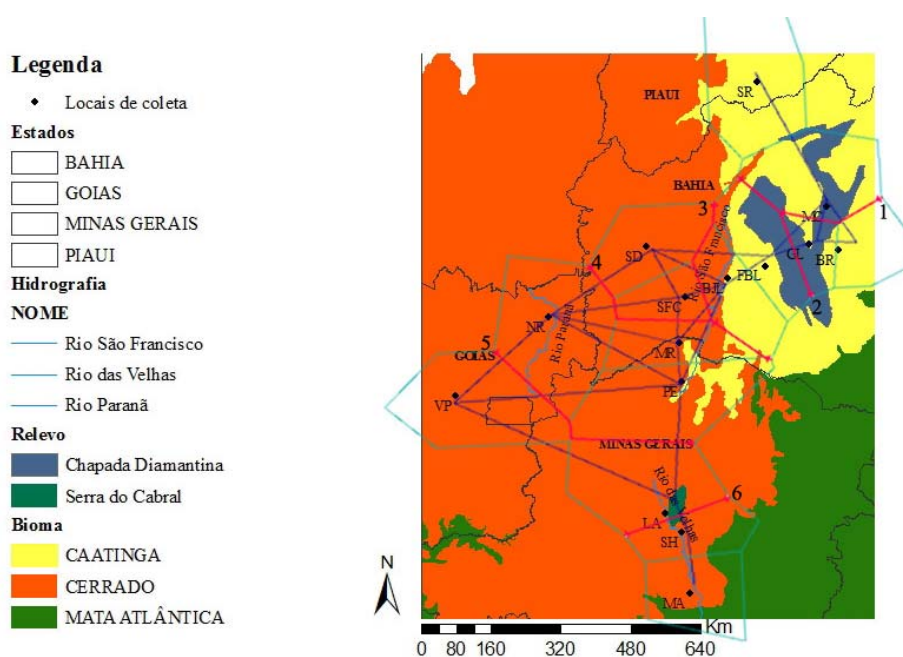 Legenda
Locais de coleta
Estados
BAHIA
GOIAS
MINAS GERAIS
PIAUI
Hidrografia
NOME
Rio São Francisco
Rio das Velhas
Rio Paranã
Relevo
Chapada Diamantina
Serra do Cabral
Bioma
CAATINGA
CERRADO
MATA ATLÂNTICA
N
PIAUI
SR
BAHIA
3
1
SD
4
Rio São Francisco
GL
BR
FBL
BJL
SFC
2
NR
Rio Paranã
5
GOIAS
MR
PE
VP
MINAS GERAIS
6
LA
SH
MA
Km
0 80 160 320 480 640